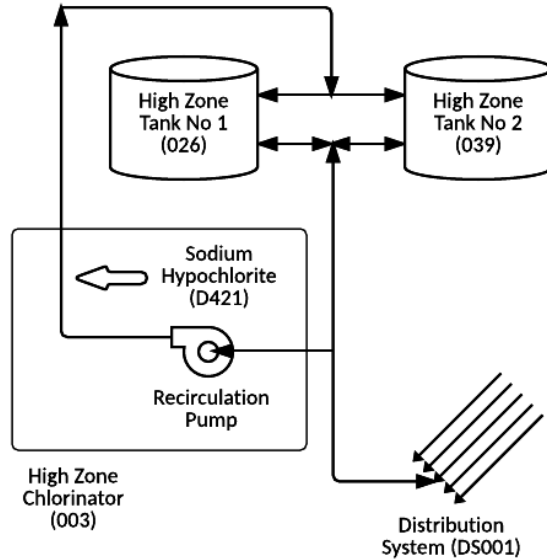 High Zone
Tank No 1
(026)
High Zone
Tank No 2
(039)
Sodium
Hypochlorite
(D421)
Recirculation
Pump
High Zone
Chlorinator
(003)
Distribution
System (DS001)